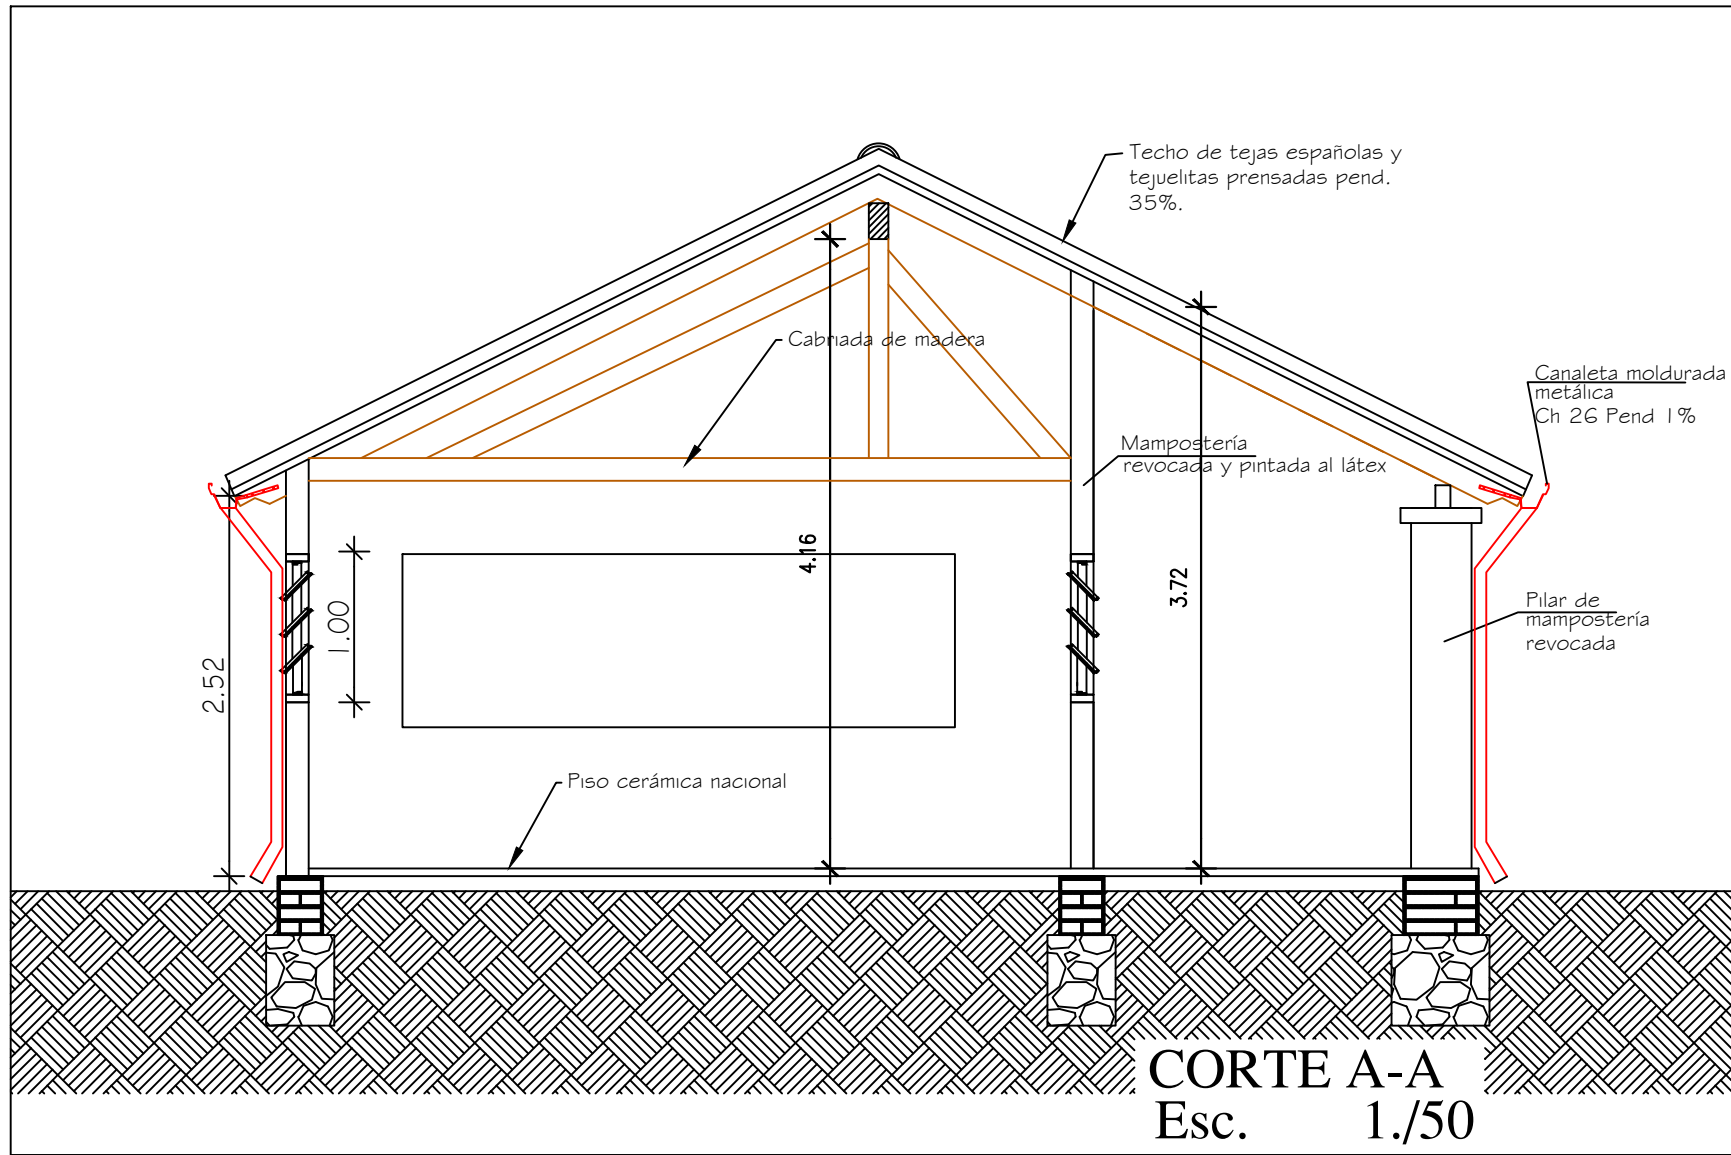 Techo de tejas españolas y
tejuelitas prensadas pend.
35%.
Cabriada de madera
Canaleta moldurada
metálica
Ch 26 Pend 1%
Mampostería
revocada y pintada al látex
4.16
3.72
1.00
2.52
Pilar de
mampostería
revocada
Piso cerámica nacional
CORTE A-A
Esc. 1./50